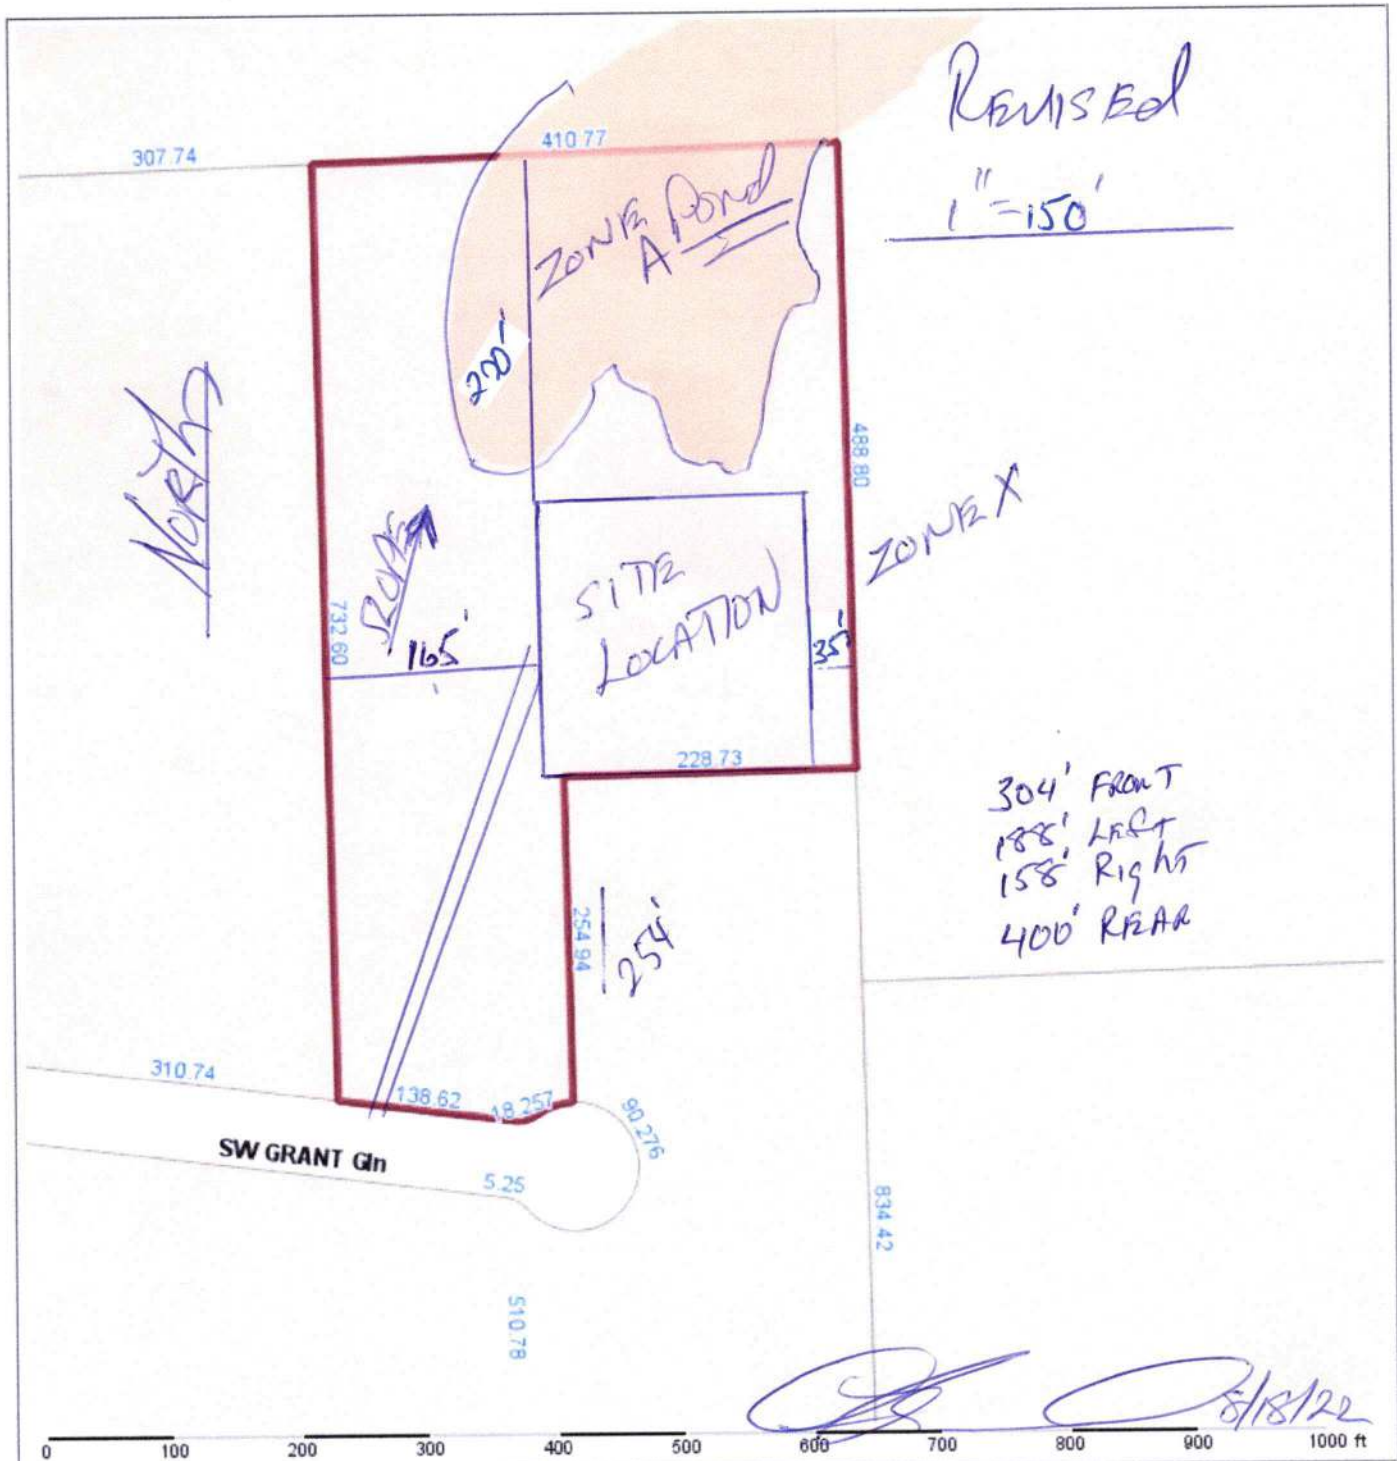 REVISED
1" = 150'
307.74
410.77
ZONE
A Pond
220'
North
488.80
ZONE X
SLOPE
732.60
165'
SITE
LOCATION
35'
228.73
304' FRONT
188' Left
158' Right
400' REAR
254.94
254'
310.74
138.62
18.257
90.276
SW GRANT Gln
5.25
834.42
510.78
8/18/22
0 100 200 300 400 500 600 700 800 900 1000 ft